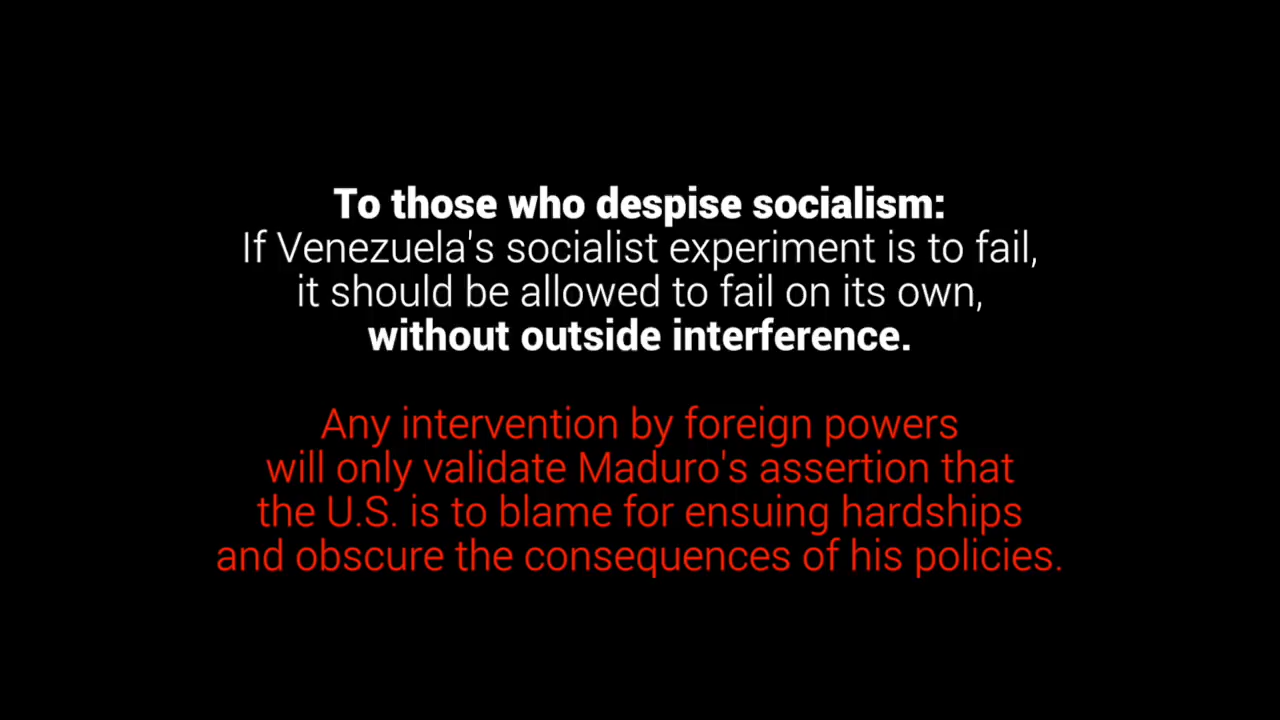 To those who despise socialism:
If Venezuela's socialist experiment is to fail,
it should be allowed to fail on its own,
without outside interference.
Any intervention by foreign powers
will only validate Maduro's assertion that
the U.S. is to blame for ensuing hardships
and obscure the consequences of his policies.